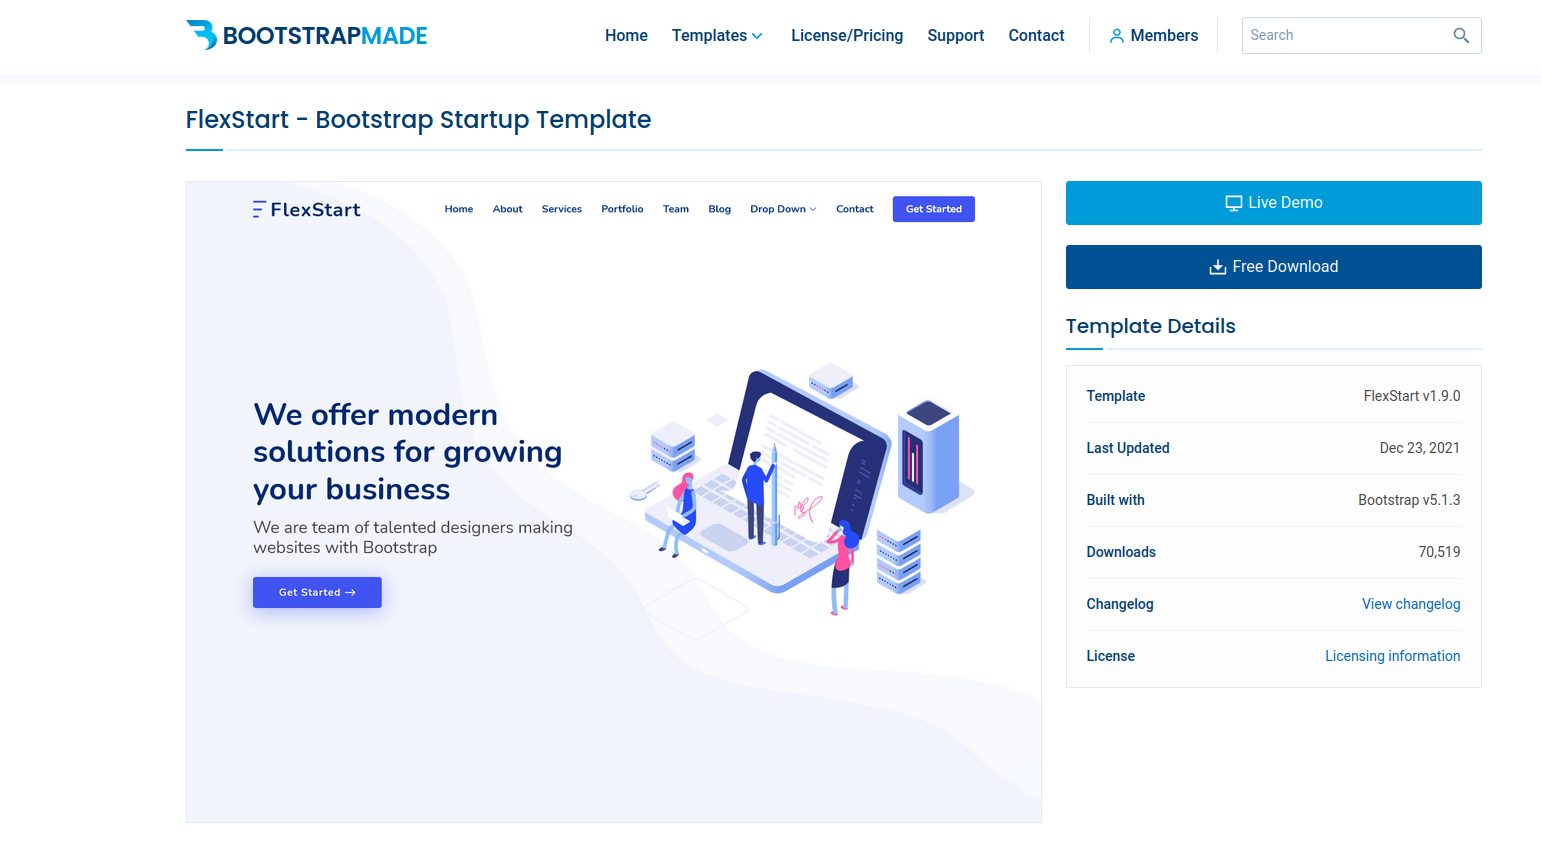 BOOTSTRAPMADE
Home Templates License/Pricing Support Contact Members Search
FlexStart - Bootstrap Startup Template
FlexStart
Home About Services Portfolio Team Blog Drop Down Contact Get Started
We offer modern
solutions for growing
your business
We are team of talented designers making
websites with Bootstrap
Get Started →
Live Demo
Free Download
Template Details
Template FlexStart v1.9.0
Last Updated Dec 23, 2021
Built with Bootstrap v5.1.3
Downloads 70,519
Changelog View changelog
License Licensing information